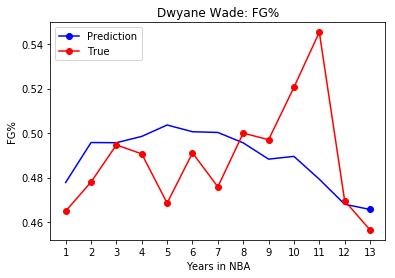 Dwyane Wade: FG%
Prediction
True
FG%
0.54
0.52
0.50
0.48
0.46
1 2 3 4 5 6 7 8 9 10 11 12 13
Years in NBA